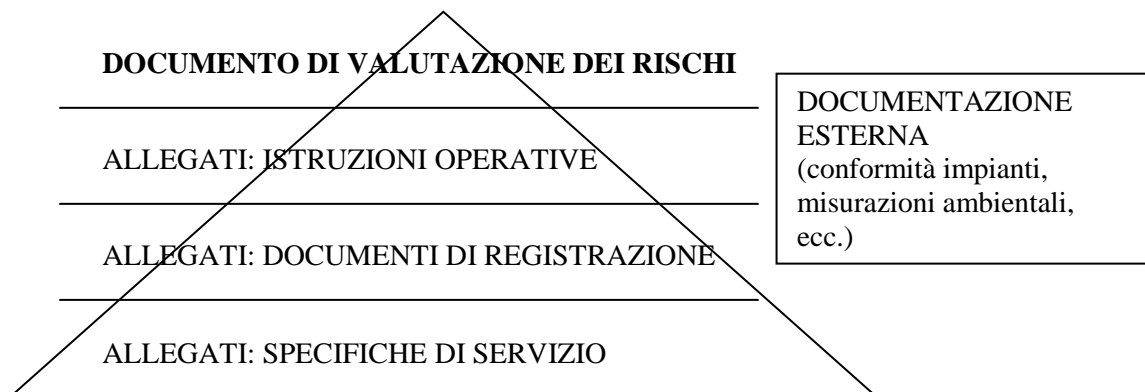 DOCUMENTO DI VALUTAZIONE DEI RISCHI
ALLEGATI: ISTRUZIONI OPERATIVE
ALLEGATI: DOCUMENTI DI REGISTRAZIONE
ALLEGATI: SPECIFICHE DI SERVIZIO
DOCUMENTAZIONE
ESTERNA
(conformità impianti,
misurazioni ambientali,
ecc.)